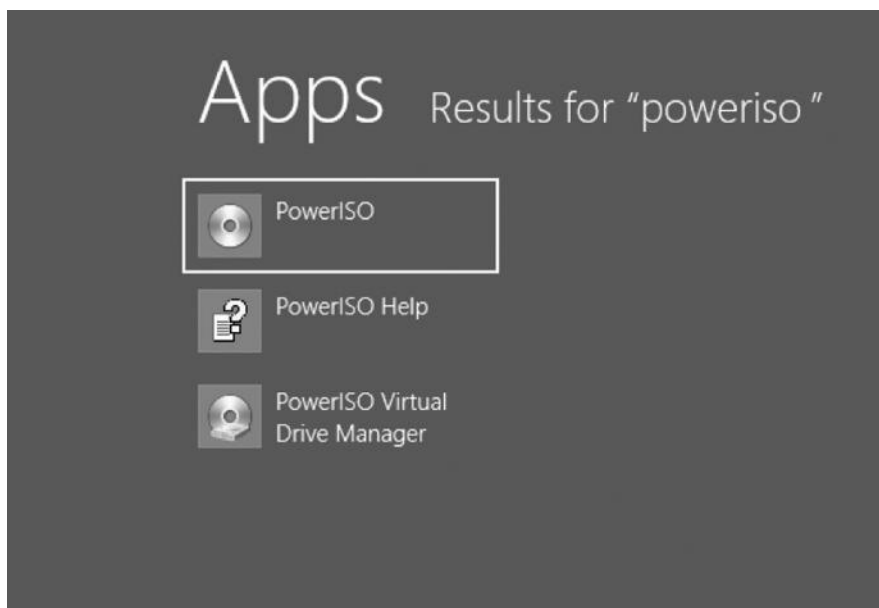 Apps Results for “poweriso ”
PowerISO
PowerISO Help
PowerISO Virtual
Drive Manager